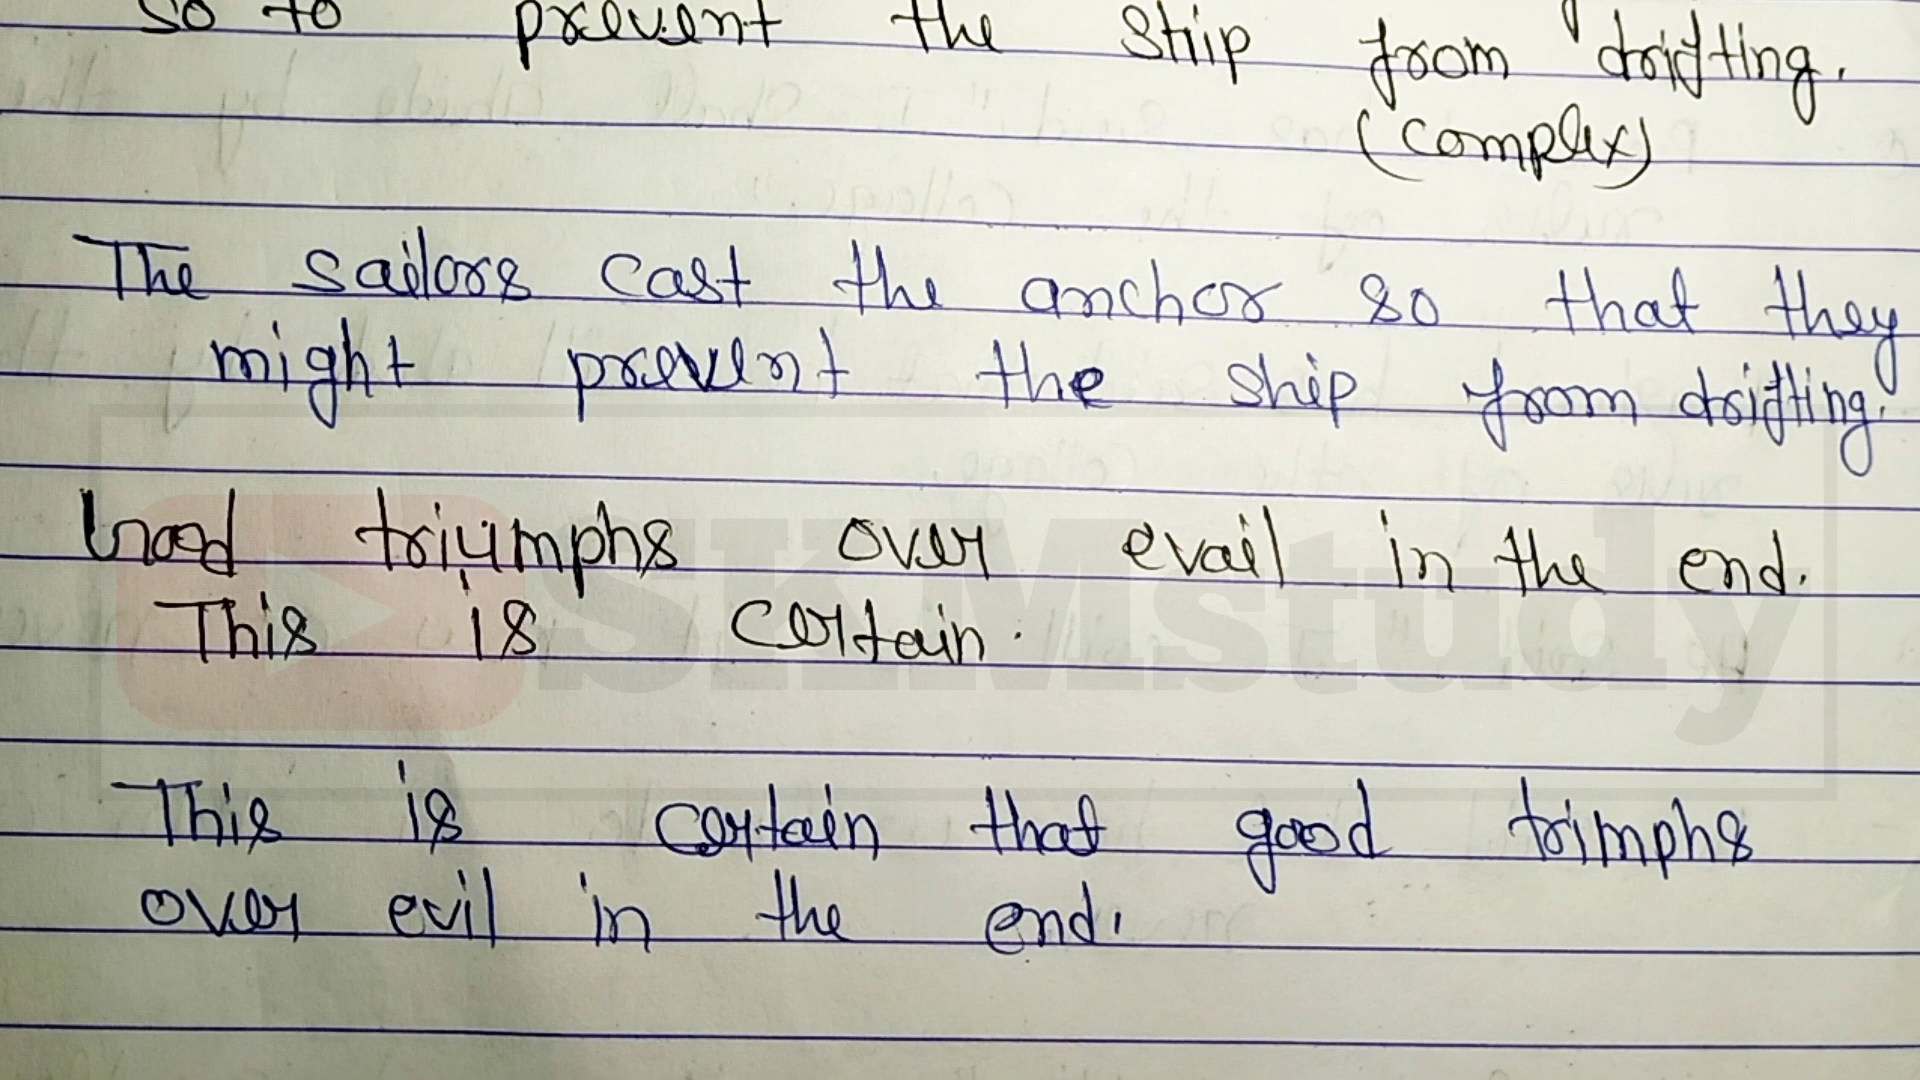 so to prevent the ship from drifting.
(complex)
The sailors cast the anchor so that they
might prevent the ship from drifting.
Good triumphs over evail in the end.
This is certain.
This is certain that good trimphs
over evil in the end.
SKMstudy